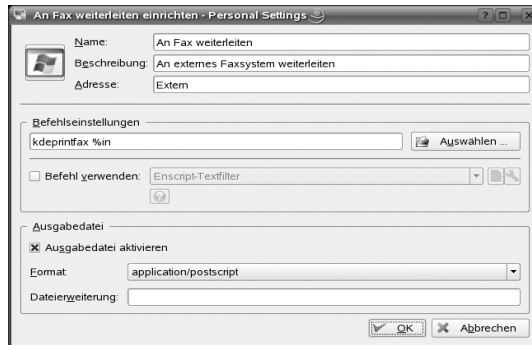 An Fax weiterleiten einrichten - Personal Settings
Name: An Fax weiterleiten
Beschreibung: An externes Faxsystem weiterleiten
Adresse: Extern
Befehlseinstellungen
kdeprintfax %in Auswählen ...
Befehl verwenden: Enscript-Textfilter
Ausgabedatei
Ausgabedatei aktivieren
Format: application/postscript
Dateierweiterung:
OK Abbrechen